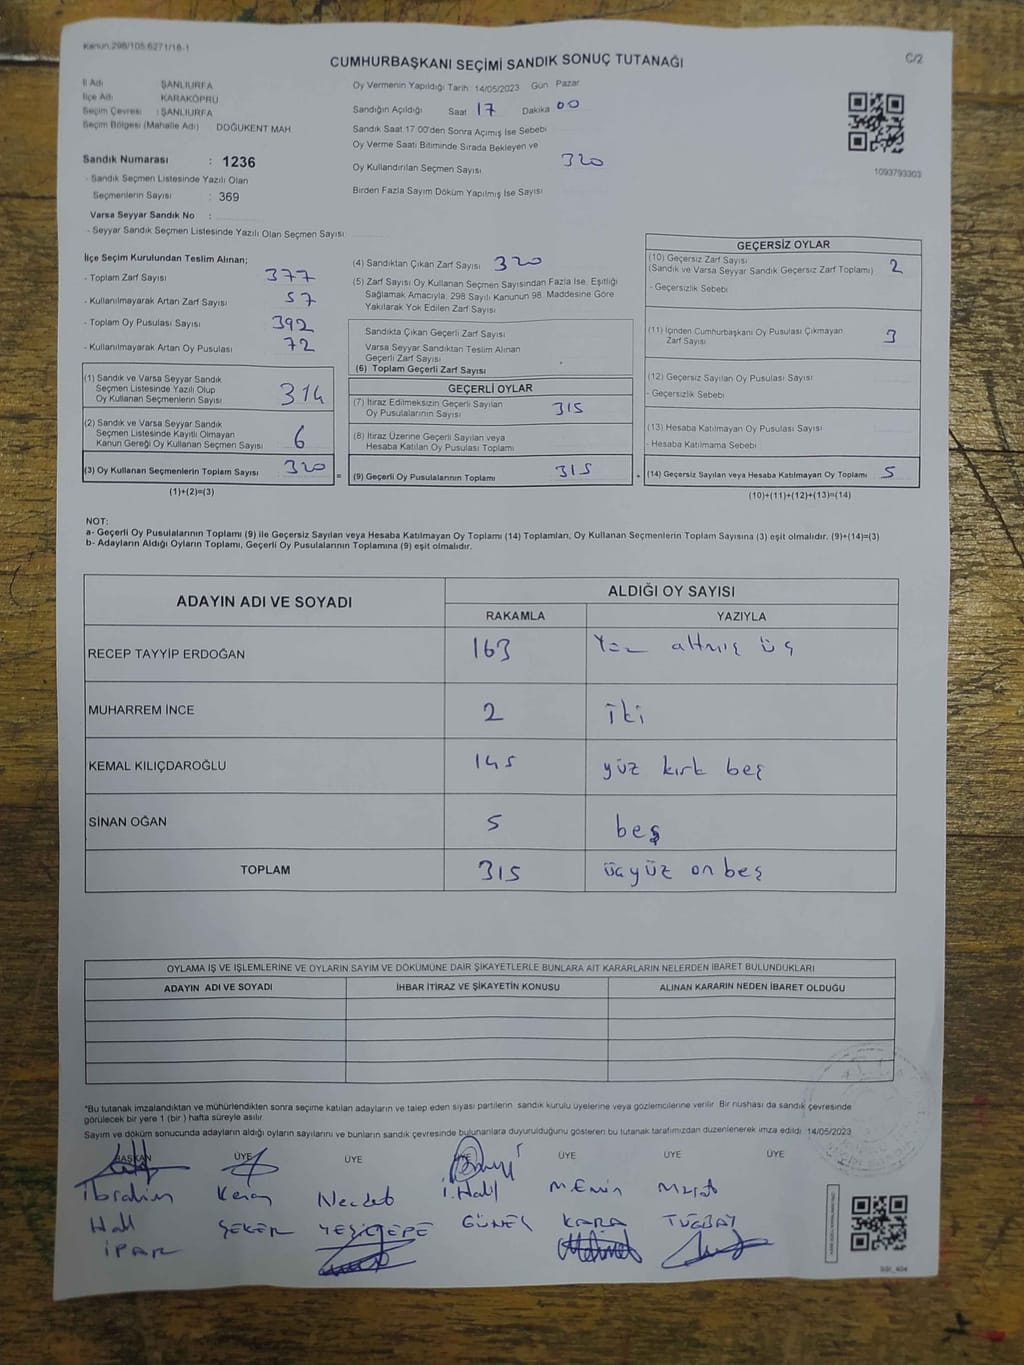 Kanun:298/105;6271/18-1
C/2
CUMHURBAŞKANI SEÇİMİ SANDIK SONUÇ TUTANAĞI
İl Adı : ŞANLIURFA
İlçe Adı : KARAKÖPRÜ
Seçim Çevresi : ŞANLIURFA
Seçim Bölgesi (Mahalle Adı) DOĞUKENT MAH
Sandık Numarası : 1236
- Sandık Seçmen Listesinde Yazılı Olan
Seçmenlerin Sayısı : 369
Varsa Seyyar Sandık No :
- Seyyar Sandık Seçmen Listesinde Yazılı Olan Seçmen Sayısı:
Oy Vermenin Yapıldığı Tarih: 14/05/2023 Gün: Pazar
Sandığın Açıldığı Saat 17 Dakika 00
Sandık Saat 17:00'den Sonra Açımış İse Sebebi
Oy Verme Saati Bitiminde Sırada Bekleyen ve
Oy Kullandırılan Seçmen Sayısı 320
Birden Fazla Sayım Döküm Yapılmış İse Sayısı
1093793303
İlçe Seçim Kurulundan Teslim Alınan;
- Toplam Zarf Sayısı 377
- Kullanılmayarak Artan Zarf Sayısı 57
- Toplam Oy Pusulası Sayısı 392
- Kullanılmayarak Artan Oy Pusulası 72
(1) Sandık ve Varsa Seyyar Sandık
Seçmen Listesinde Yazılı Olup
Oy Kullanan Seçmenlerin Sayısı 314
(2) Sandık ve Varsa Seyyar Sandık
Seçmen Listesinde Kayıtlı Olmayan
Kanun Gereği Oy Kullanan Seçmen Sayısı 6
(3) Oy Kullanan Seçmenlerin Toplam Sayısı 320
(1)+(2)=(3)
(4) Sandıktan Çıkan Zarf Sayısı 320
(5) Zarf Sayısı Oy Kullanan Seçmen Sayısından Fazla İse, Eşitliği
Sağlamak Amacıyla, 298 Sayılı Kanunun 98. Maddesine Göre
Yakılarak Yok Edilen Zarf Sayısı
Sandıkta Çıkan Geçerli Zarf Sayısı
Varsa Seyyar Sandıktan Teslim Alınan
Geçerli Zarf Sayısı
(6) Toplam Geçerli Zarf Sayısı
GEÇERLİ OYLAR
(7) İtiraz Edilmeksizin Geçerli Sayılan
Oy Pusulalarının Sayısı 315
(8) İtiraz Üzerine Geçerli Sayılan veya
Hesaba Katılan Oy Pusulası Toplamı
= (9) Geçerli Oy Pusulalarının Toplamı 315
GEÇERSİZ OYLAR
(10) Geçersiz Zarf Sayısı
(Sandık ve Varsa Seyyar Sandık Geçersiz Zarf Toplamı) 2
- Geçersizlik Sebebi
(11) İçinden Cumhurbaşkanı Oy Pusulası Çıkmayan
Zarf Sayısı 3
(12) Geçersiz Sayılan Oy Pusulası Sayısı
- Geçersizlik Sebebi
(13) Hesaba Katılmayan Oy Pusulası Sayısı
- Hesaba Katılmama Sebebi
+ (14) Geçersiz Sayılan veya Hesaba Katılmayan Oy Toplamı 5
(10)+(11)+(12)+(13)=(14)
NOT:
a- Geçerli Oy Pusulalarının Toplamı (9) ile Geçersiz Sayılan veya Hesaba Katılmayan Oy Toplamı (14) Toplamları, Oy Kullanan Seçmenlerin Toplam Sayısına (3) eşit olmalıdır. (9)+(14)=(3)
b- Adayların Aldığı Oyların Toplamı, Geçerli Oy Pusulalarının Toplamına (9) eşit olmalıdır.
ADAYIN ADI VE SOYADI ALDIĞI OY SAYISI
RAKAMLA YAZIYLA
RECEP TAYYİP ERDOĞAN 163 Yüz altmış üç
MUHARREM İNCE 2 İki
KEMAL KILIÇDAROĞLU 145 yüz kırk beş
SİNAN OĞAN 5 beş
TOPLAM 315 üçyüz on beş
OYLAMA İŞ VE İŞLEMLERİNE VE OYLARIN SAYIM VE DÖKÜMÜNE DAİR ŞİKAYETLERLE BUNLARA AİT KARARLARIN NELERDEN İBARET BULUNDUKLARI
ADAYIN ADI VE SOYADI İHBAR İTİRAZ VE ŞİKAYETİN KONUSU ALINAN KARARIN NEDEN İBARET OLDUĞU
*Bu tutanak imzalandıktan ve mühürlendikten sonra seçime katılan adayların ve talep eden siyasi partilerin sandık kurulu üyelerine veya gözlemcilerine verilir. Bir nüshası da sandık çevresinde
görülecek bir yere 1 (bir) hafta süreyle asılır.
Sayım ve döküm sonucunda adayların aldığı oyların sayılarını ve bunların sandık çevresinde bulunanlara duyurulduğunu gösteren bu tutanak tarafımızdan düzenlenerek imza edildi. 14/05/2023
BAŞKAN ÜYE ÜYE ÜYE ÜYE ÜYE ÜYE
İbrahim Keray Necdet İ.Halil M.Emin Murat
Halil ŞEKER YEŞİLTEPE GÜNEŞ KARA TUĞBAY
İPAR
SSI_404